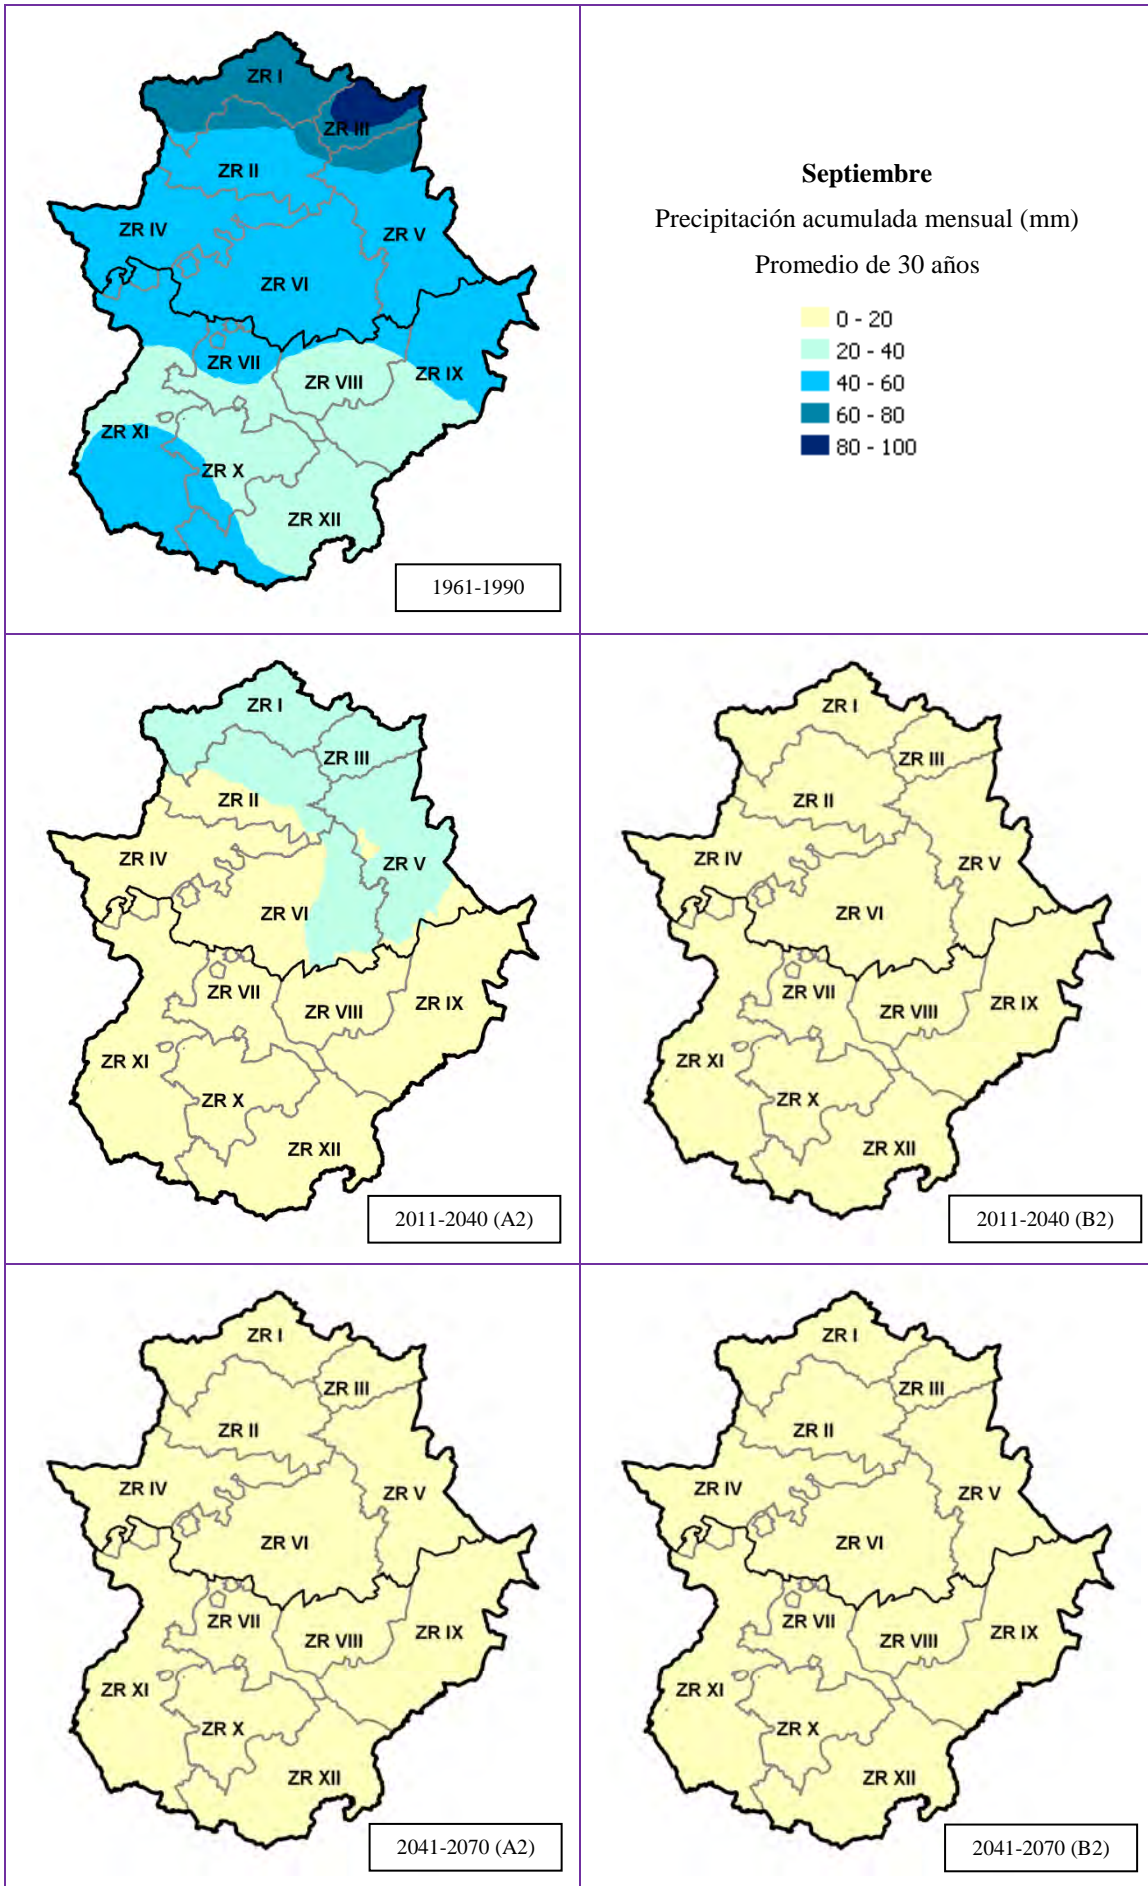 ZR I
ZR III
ZR II
ZR IV
ZR V
ZR VI
ZR VII
ZR VIII
ZR IX
ZR XI
ZR X
ZR XII
1961-1990
Septiembre
Precipitación acumulada mensual (mm)
Promedio de 30 años
0 - 20
20 - 40
40 - 60
60 - 80
80 - 100
ZR I
ZR III
ZR II
ZR IV
ZR V
ZR VI
ZR VII
ZR VIII
ZR IX
ZR XI
ZR X
ZR XII
2011-2040 (A2)
ZR I
ZR III
ZR II
ZR IV
ZR V
ZR VI
ZR VII
ZR VIII
ZR IX
ZR XI
ZR X
ZR XII
2011-2040 (B2)
ZR I
ZR III
ZR II
ZR IV
ZR V
ZR VI
ZR VII
ZR VIII
ZR IX
ZR XI
ZR X
ZR XII
2041-2070 (A2)
ZR I
ZR III
ZR II
ZR IV
ZR V
ZR VI
ZR VII
ZR VIII
ZR IX
ZR XI
ZR X
ZR XII
2041-2070 (B2)